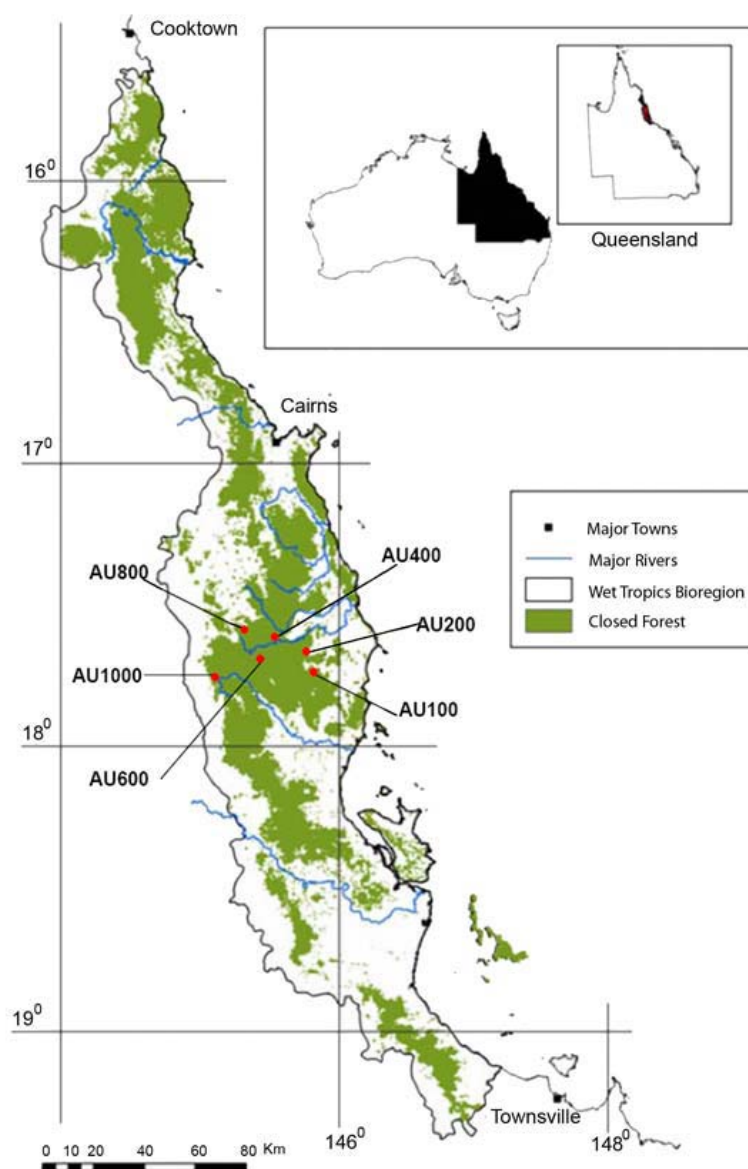 Cooktown
Queensland
16⁰
Cairns
17⁰
Major Towns
Major Rivers
Wet Tropics Bioregion
Closed Forest
AU800
AU400
AU200
AU1000
AU100
18⁰
AU600
19⁰
Townsville
146⁰
148⁰
0 10 20 40 60 80 Km